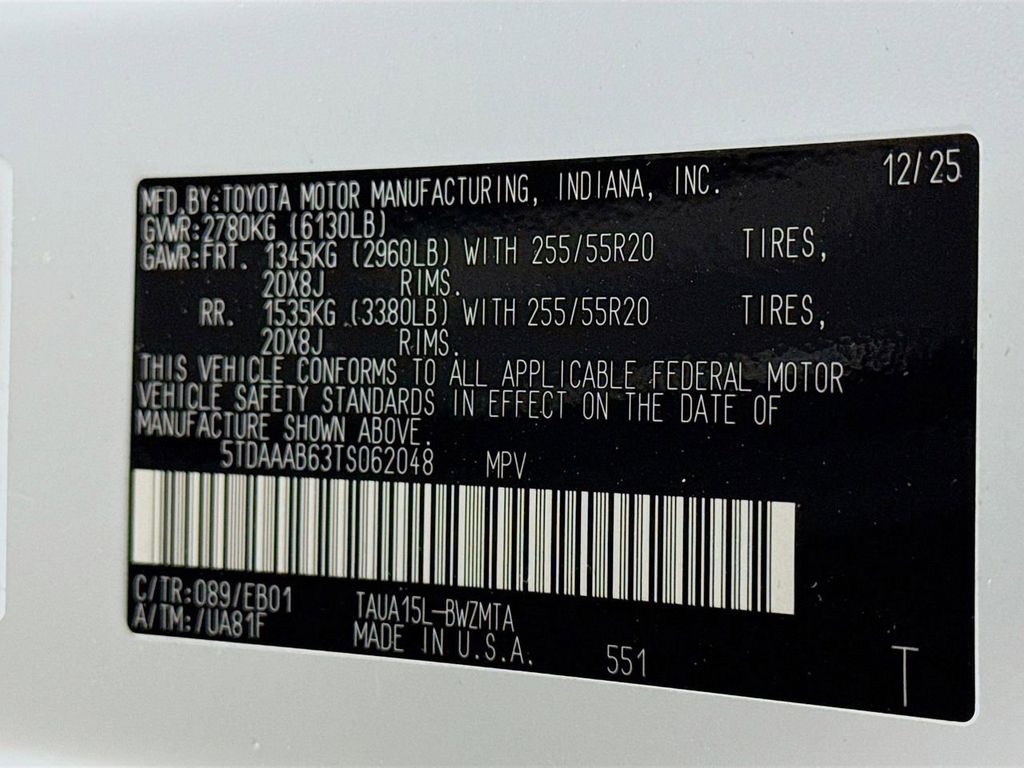 12/25
MFD.BY:TOYOTA MOTOR MANUFACTURING, INDIANA, INC.
GVWR:2780KG (6130LB)
GAWR:FRT. 1345KG (2960LB) WITH 255/55R20 TIRES,
20X8J RIMS.
RR. 1535KG (3380LB) WITH 255/55R20 TIRES,
20X8J RIMS.
THIS VEHICLE CONFORMS TO ALL APPLICABLE FEDERAL MOTOR
VEHICLE SAFETY STANDARDS IN EFFECT ON THE DATE OF
MANUFACTURE SHOWN ABOVE.
5TDAAAB63TS062048 MPV
C/TR:089/EB01 TAUA15L-BWZMTA
A/TM:/UA81F MADE IN U.S.A. 551 T